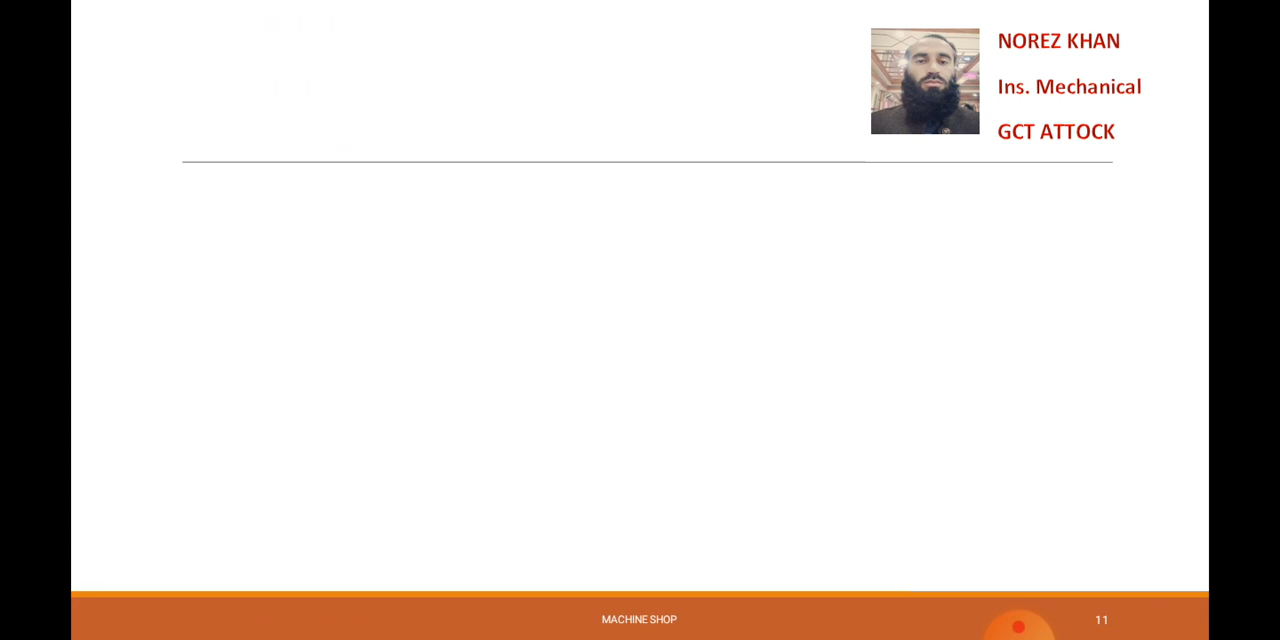 NOREZ KHAN
Ins. Mechanical
GCT ATTOCK
MACHINE SHOP
11